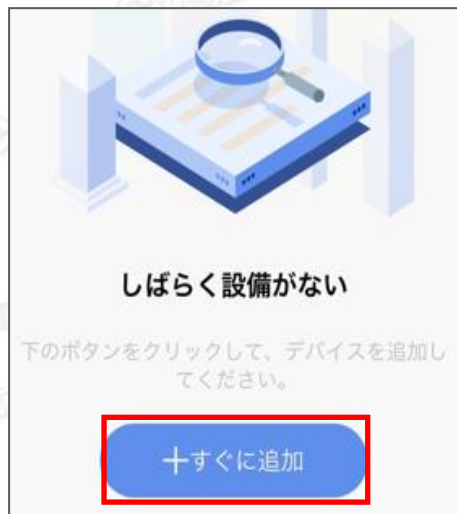 しばらく設備がない
下のボタンをクリックして、デバイスを追加し
てください。
+すぐに追加